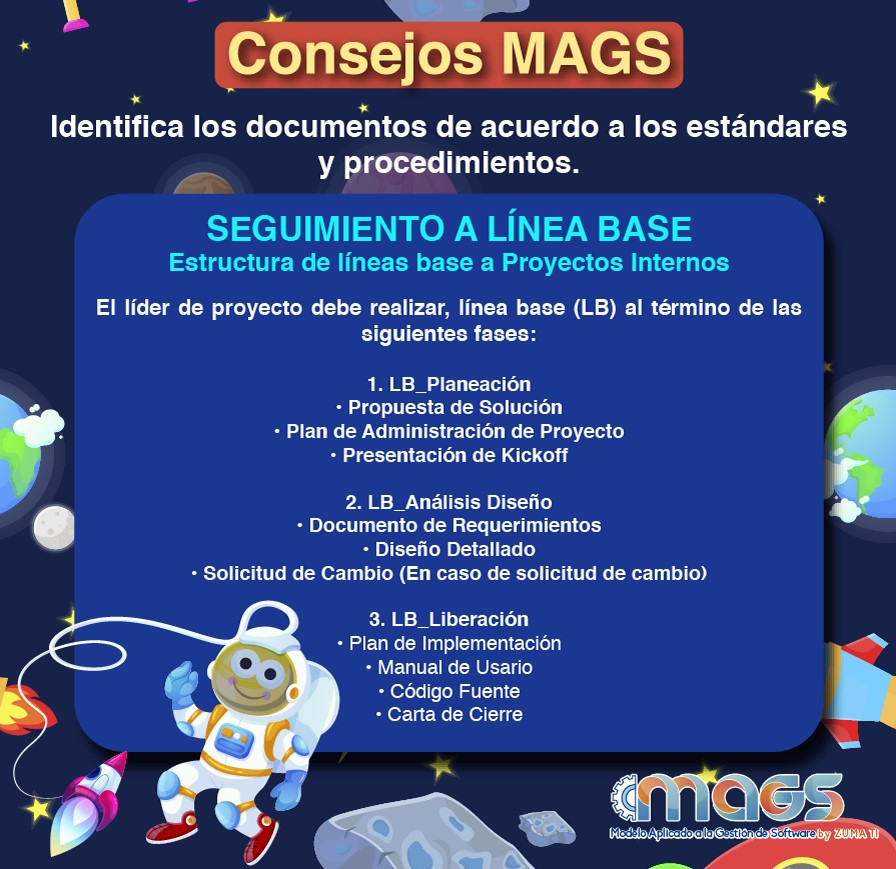 Consejos MAGS
Identifica los documentos de acuerdo a los estándares
y procedimientos.
SEGUIMIENTO A LÍNEA BASE
Estructura de líneas base a Proyectos Internos
El líder de proyecto debe realizar, línea base (LB) al término de las
siguientes fases:
1. LB_Planeación
• Propuesta de Solución
• Plan de Administración de Proyecto
• Presentación de Kickoff
2. LB_Análisis Diseño
• Documento de Requerimientos
• Diseño Detallado
• Solicitud de Cambio (En caso de solicitud de cambio)
3. LB_Liberación
• Plan de Implementación
• Manual de Usario
• Código Fuente
• Carta de Cierre
maGS
Modelo Aplicado a la Gestión de Software by ZUMA TI